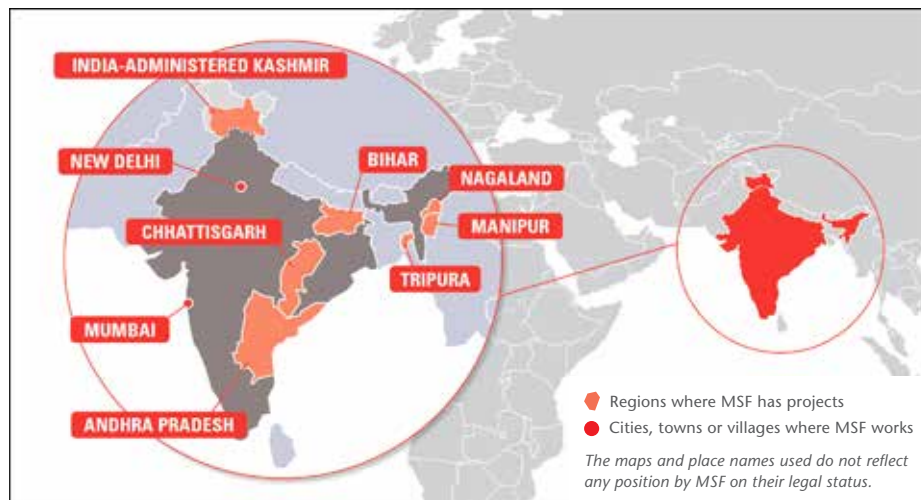 INDIA-ADMINISTERED KASHMIR
NEW DELHI
BIHAR
NAGALAND
CHHATTISGARH
MANIPUR
TRIPURA
MUMBAI
ANDHRA PRADESH
Regions where MSF has projects
Cities, towns or villages where MSF works
The maps and place names used do not reflect
any position by MSF on their legal status.